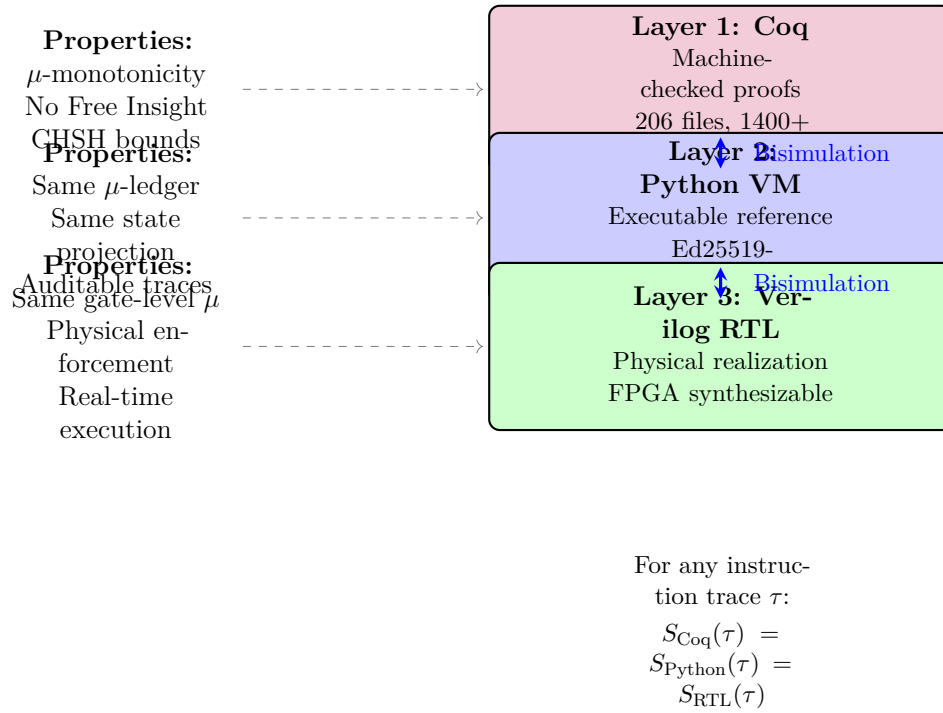 Properties:
μ-monotonicity
No Free Insight
CHSH bounds
Layer 1: Coq
Machine-
checked proofs
206 files, 1400+
Bisimulation
Properties:
Same μ-ledger
Same state
projection
Auditable traces
Layer 2:
Python VM
Executable reference
Ed25519-
Bisimulation
Properties:
Same gate-level μ
Physical en-
forcement
Real-time
execution
Layer 3: Ver-
ilog RTL
Physical realization
FPGA synthesizable
For any instruc-
tion trace τ:
S_Coq(τ) =
S_Python(τ) =
S_RTL(τ)